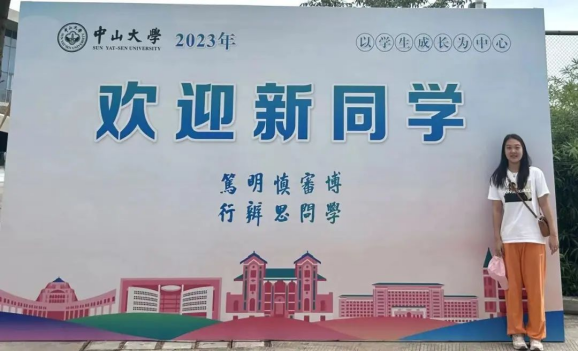 中山大學
SUN YAT-SEN UNIVERSITY
2023年
以学生成长为中心
欢迎新同学
博學
審問
慎思
明辨
篤行